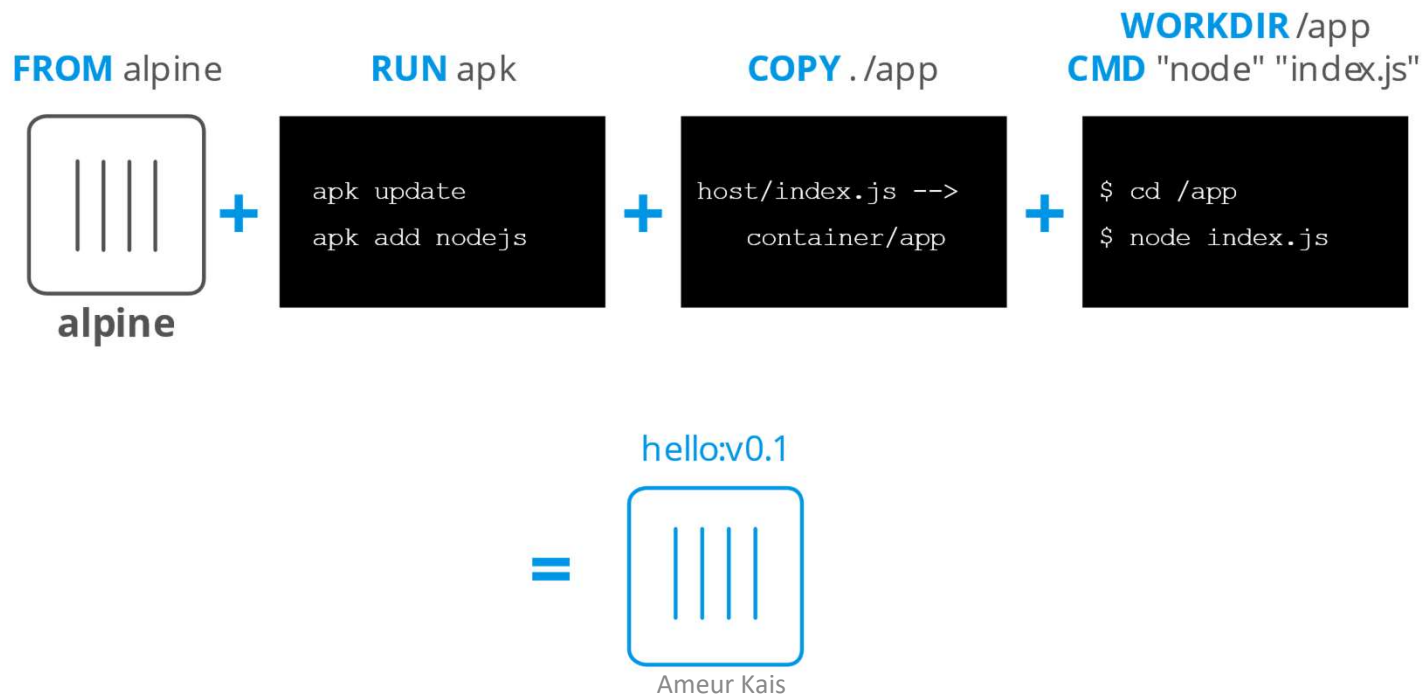 FROM alpine
RUN apk
COPY . /app
WORKDIR /app
CMD "node" "index.js"
apk update
apk add nodejs
host/index.js -->
container/app
$ cd /app
$ node index.js
+
+
+
alpine
hello:v0.1
=
Ameur Kais